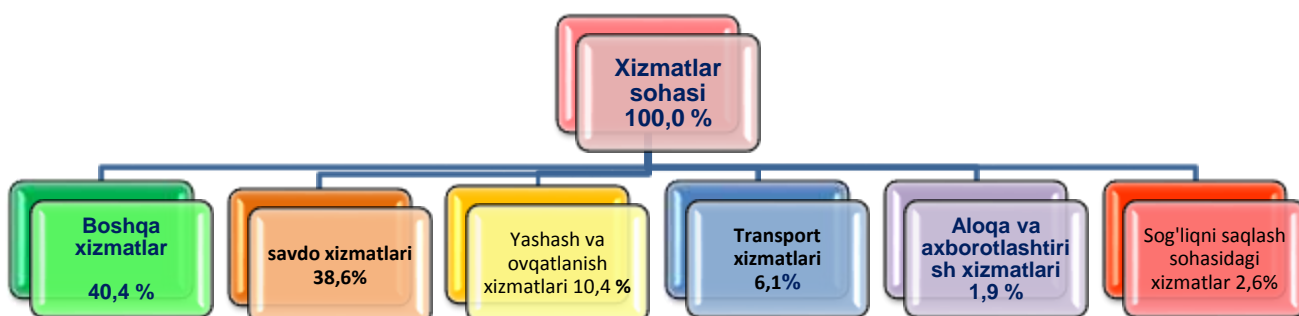 Xizmatlar
sohasi
100,0 %
Boshqa
xizmatlar
40,4 %
savdo xizmatlari
38,6%
Yashash va
ovqatlanish
xizmatlari 10,4 %
Transport
xizmatlari
6,1%
Aloqa va
axborotlashtiri
sh xizmatlari
1,9 %
Sog'liqni saqlash
sohasidagi
xizmatlar 2,6%